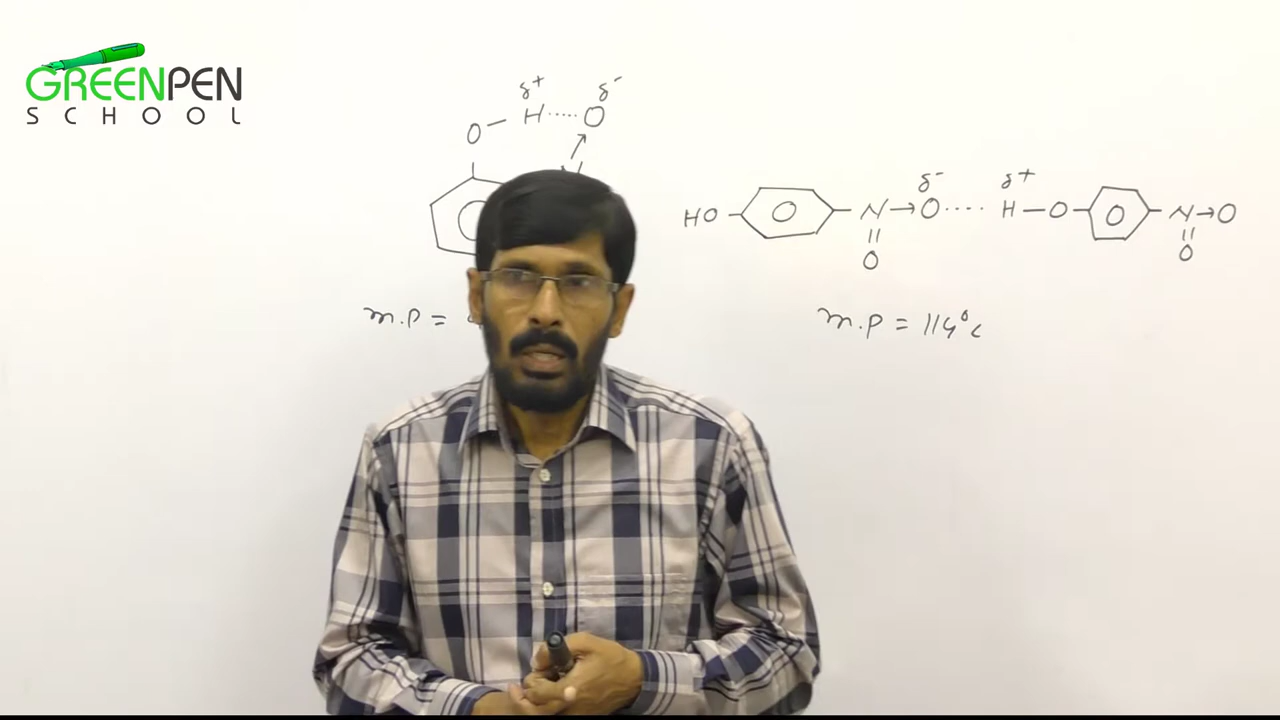 GREENPEN
SCHOOL
δ+ δ-
O - H ..... O
HO - N → O ..... H - O - N → O
δ- δ+
O O
m.p =
m.p = 114°C